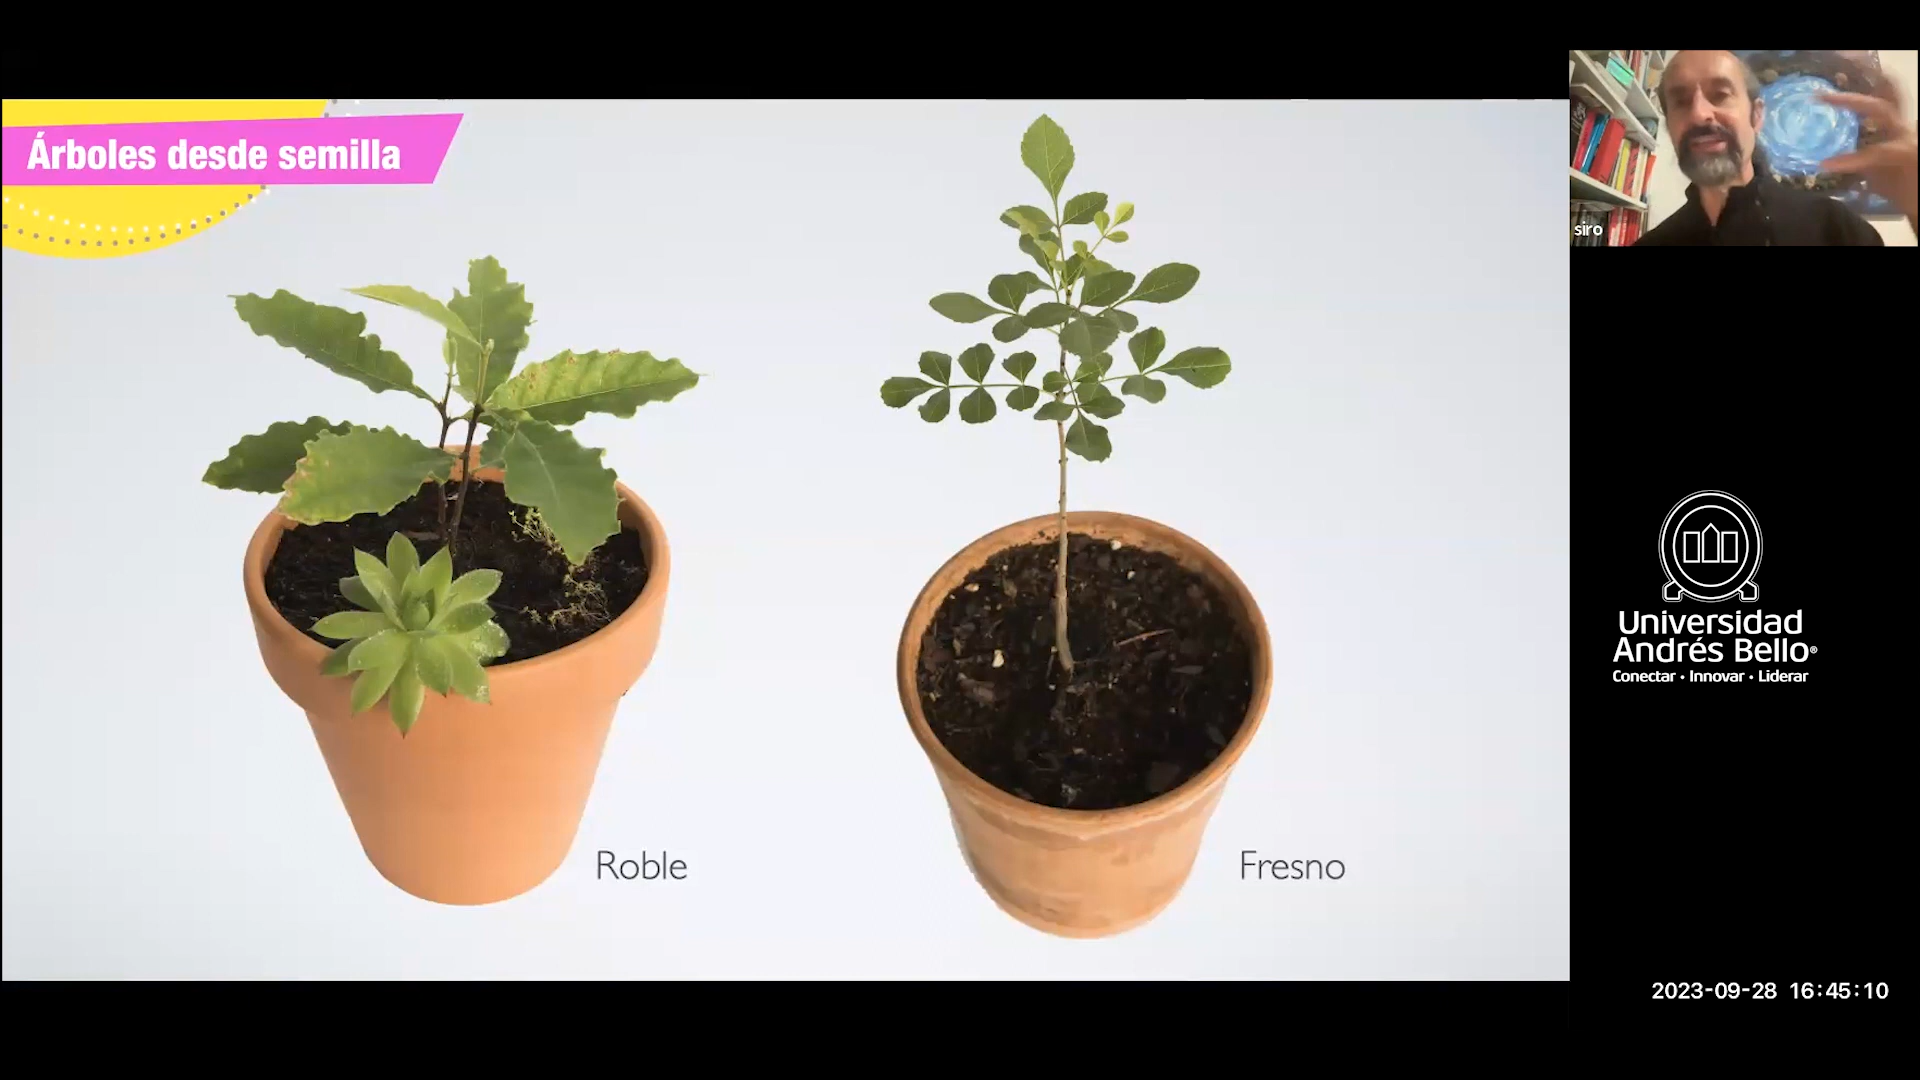 Árboles desde semilla
siro
Roble
Fresno
Universidad
Andrés Bello®
Conectar • Innovar • Liderar
2023-09-28 16:45:10